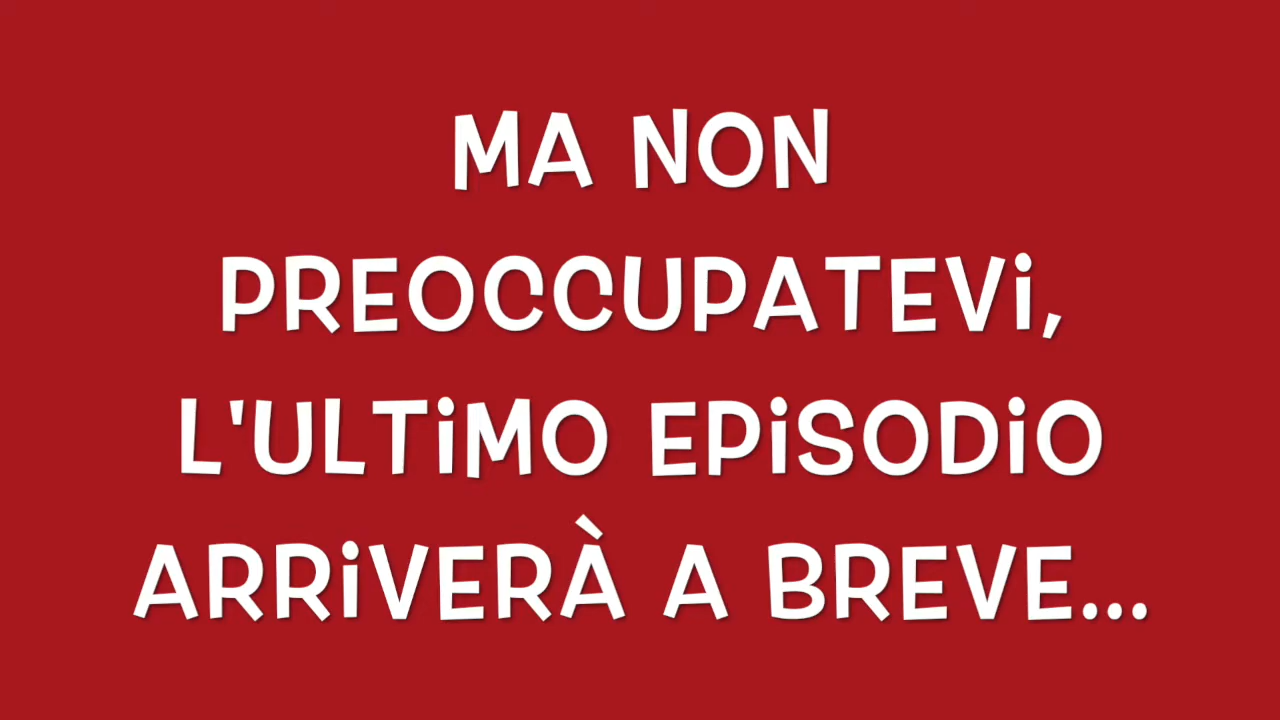 MA NON
PREOCCUPATEVi,
L'ULTiMO EPiSODiO
ARRiVERÀ A BREVE...